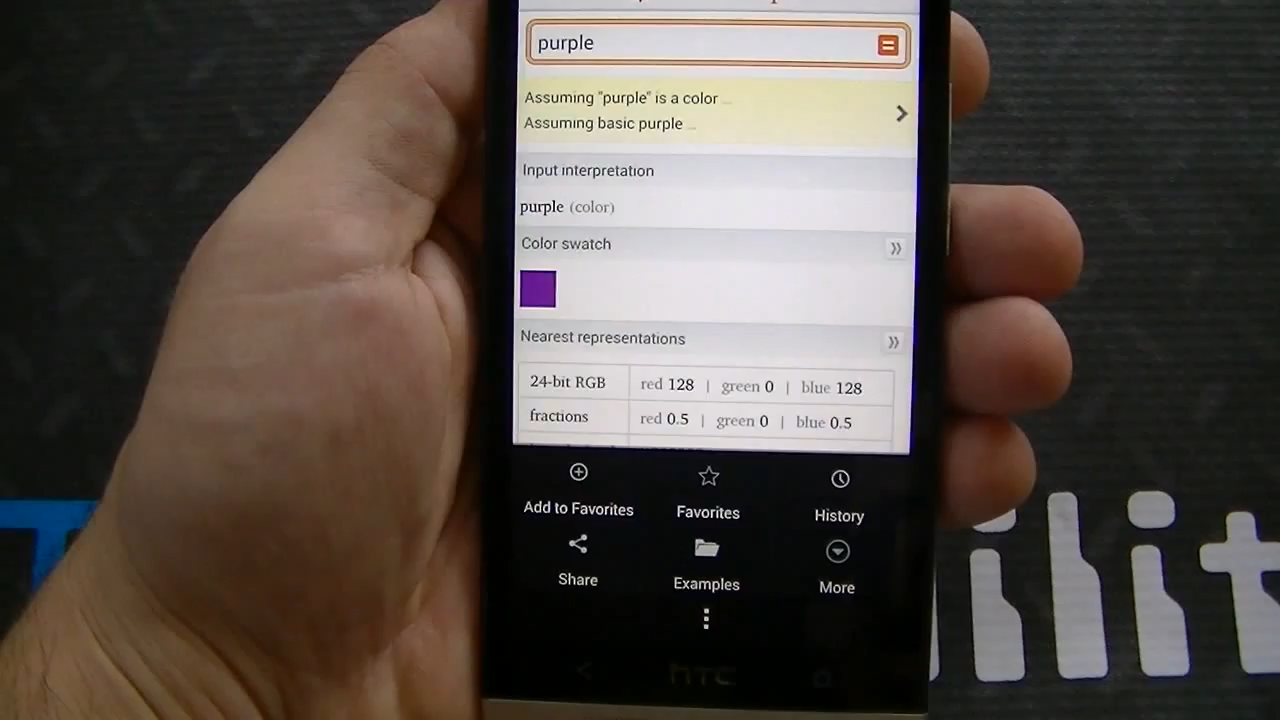 purple
Assuming "purple" is a color ...
Assuming basic purple ...
Input interpretation
purple (color)
Color swatch
Nearest representations
24-bit RGB red 128 | green 0 | blue 128
fractions red 0.5 | green 0 | blue 0.5
Add to Favorites Favorites History
Share Examples More
hTC